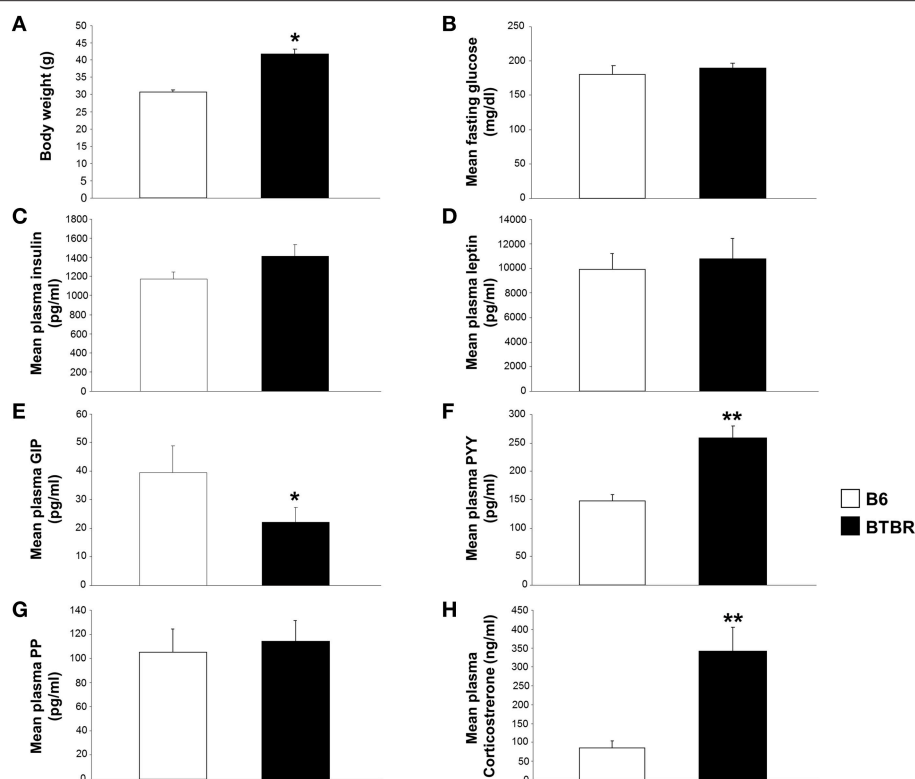 A
Body weight (g)
50
45
40
35
30
25
20
15
10
5
0
*
B
Mean fasting glucose
(mg/dl)
250
200
150
100
50
0
C
Mean plasma insulin
(pg/ml)
1800
1600
1400
1200
1000
800
600
400
200
0
D
Mean plasma leptin
(pg/ml)
14000
12000
10000
8000
6000
4000
2000
0
E
Mean plasma GIP
(pg/ml)
60
50
40
30
20
10
0
*
F
Mean plasma PYY
(pg/ml)
300
250
200
150
100
50
0
**
B6
BTBR
G
Mean plasma PP
(pg/ml)
140
120
100
80
60
40
20
0
H
Mean plasma
Corticostrerone (ng/ml)
450
400
350
300
250
200
150
100
50
0
**